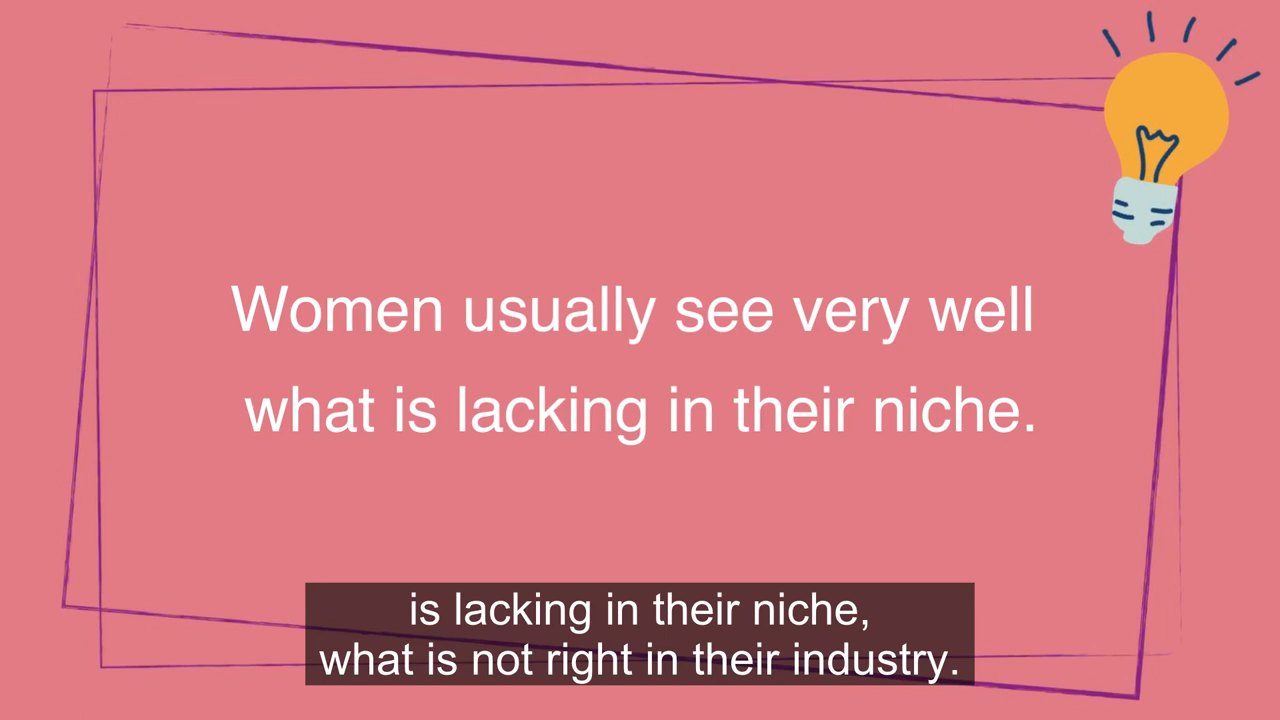 Women usually see very well
what is lacking in their niche.
is lacking in their niche,
what is not right in their industry.